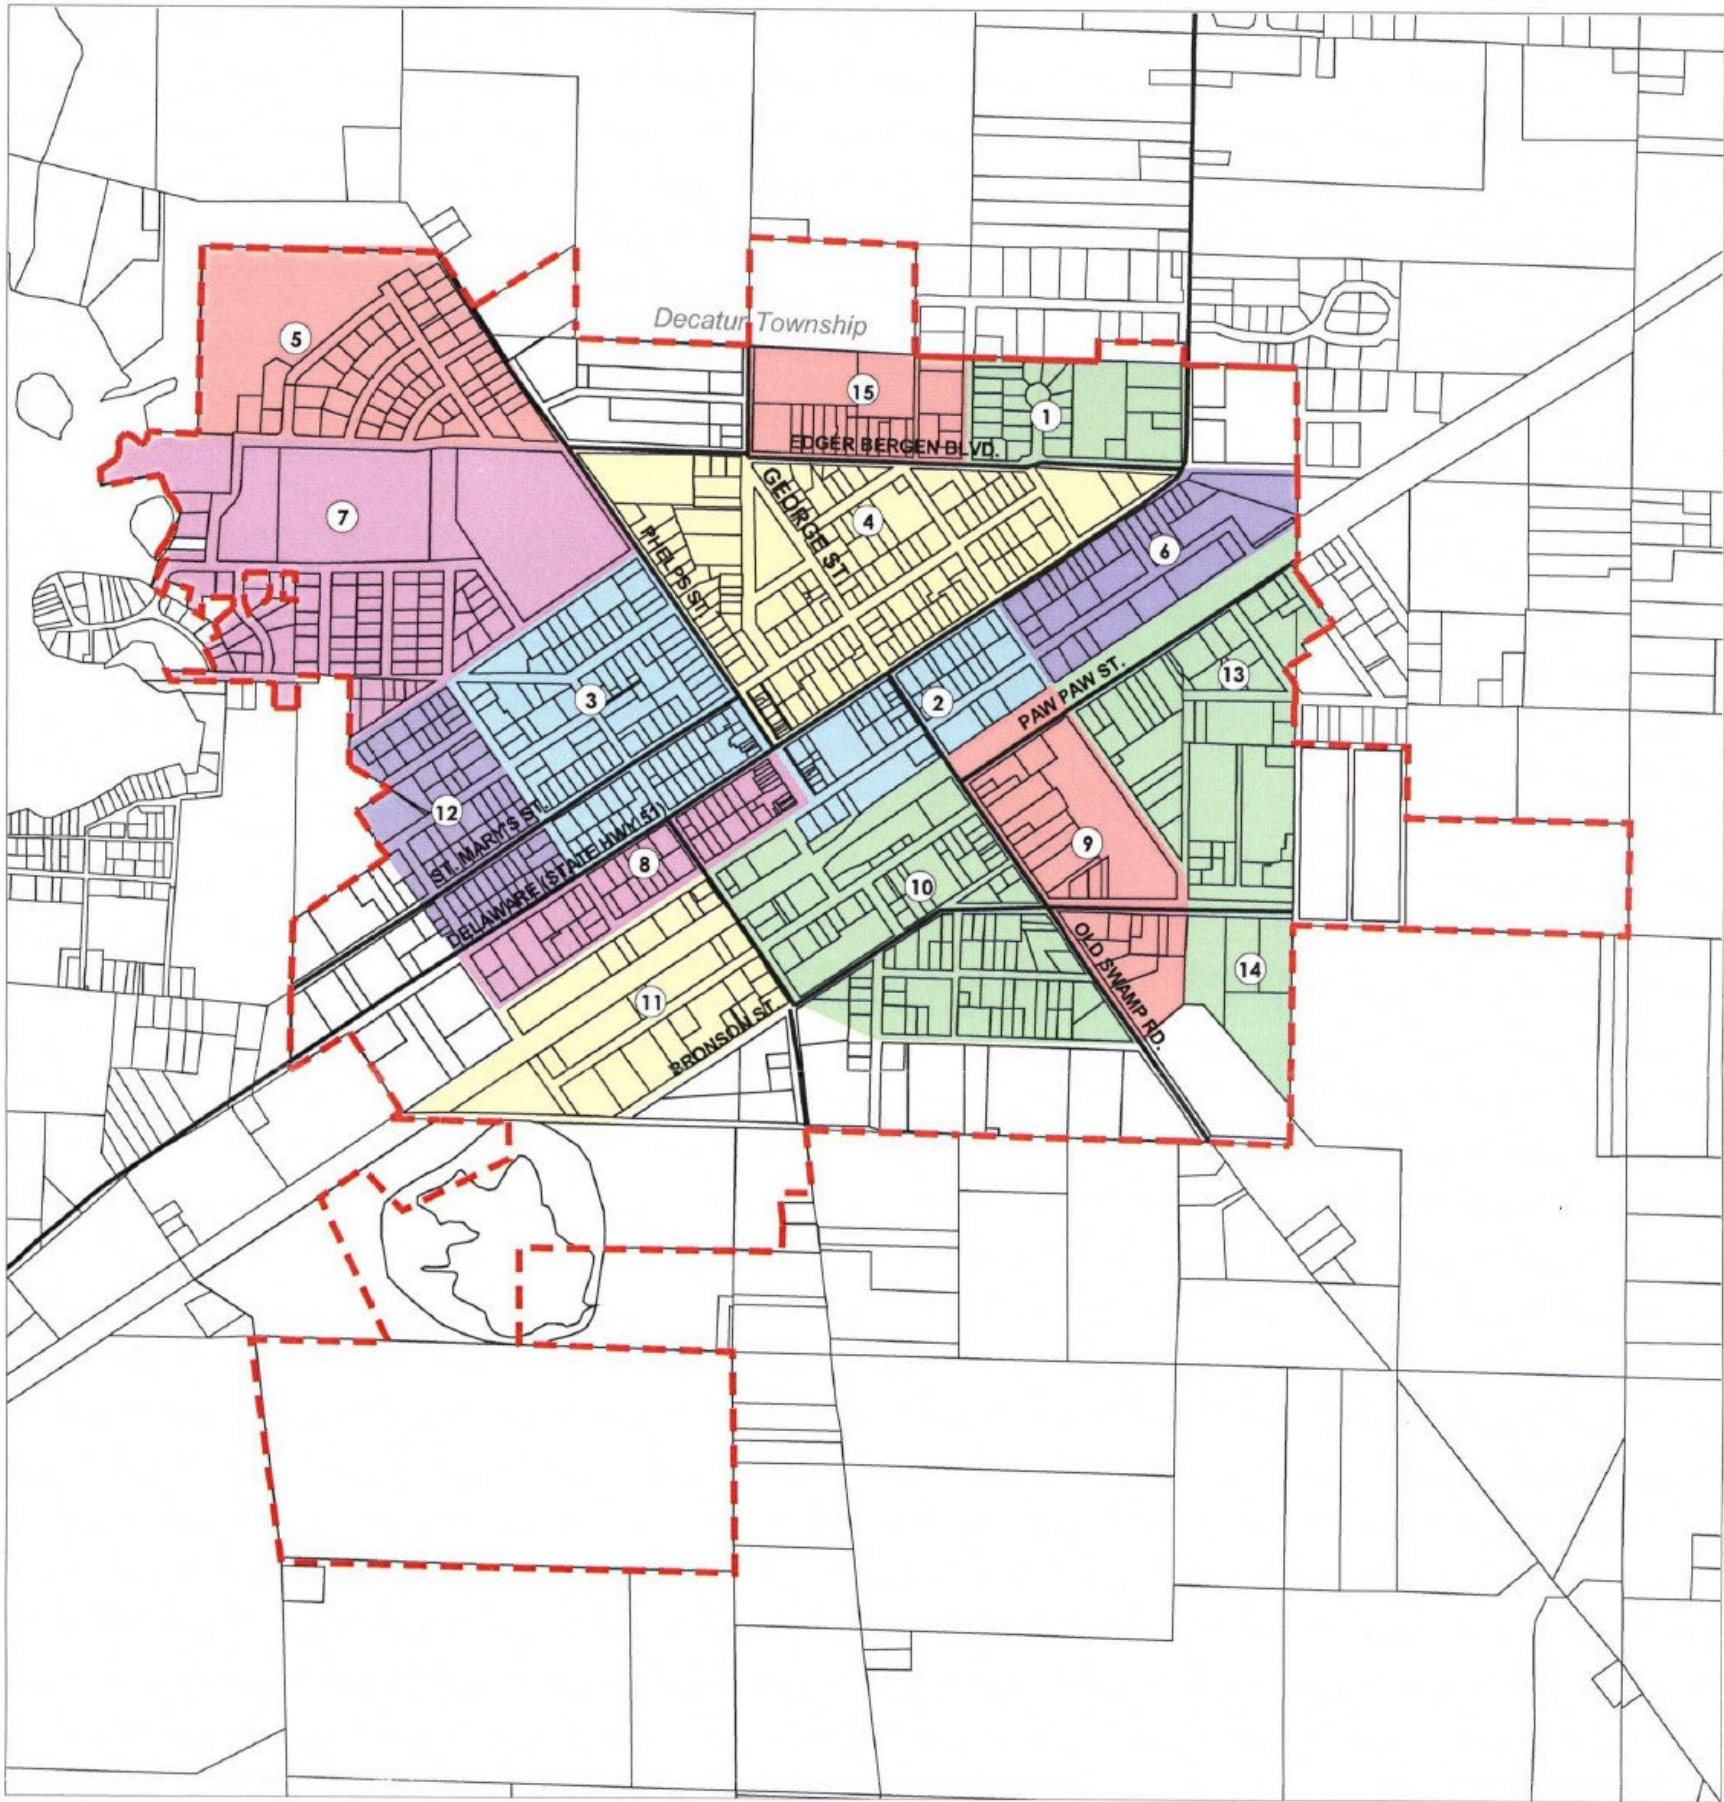 Decatur Township
5
15
1
EDGER BERGEN BLVD.
GEORGE ST.
7
4
PHELPS ST.
6
3
2
PAW PAW ST.
13
12
ST. MARY'S ST.
DELAWARE (STATE HWY 51)
8
9
10
11
BRONSON ST.
OLD SWAMP RD.
14